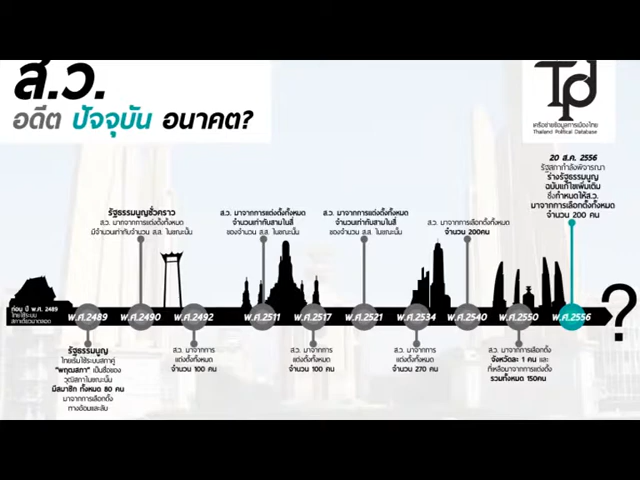 ส.ว.
อดีต ปัจจุบัน อนาคต?
Tpd
เครือข่ายข้อมูลการเมืองไทย
Thailand Political Database
20 ส.ค. 2556
รัฐสภากำลังพิจารณา
ร่างรัฐธรรมนูญ
ฉบับแก้ไขเพิ่มเติม
ซึ่งกำหนดให้ส.ว.
มาจากการเลือกตั้งทั้งหมด
จำนวน 200 คน
รัฐธรรมนูญชั่วคราว
ส.ว. มาจากการแต่งตั้งทั้งหมด
มีจำนวนเท่ากับจำนวน ส.ส. ในขณะนั้น
ส.ว. มาจากการแต่งตั้งทั้งหมด
จำนวนเท่ากับสามในสี่
ของจำนวน ส.ส. ในขณะนั้น
ส.ว. มาจากการแต่งตั้งทั้งหมด
จำนวนเท่ากับสามในสี่
ของจำนวน ส.ส. ในขณะนั้น
ส.ว. มาจากการเลือกตั้งทั้งหมด
จำนวน 200คน
ก่อน ปี พ.ศ. 2489
ไทยใช้ระบบ
สภาเดี่ยวมาตลอด
พ.ศ.2489
พ.ศ.2490
พ.ศ.2492
พ.ศ.2511
พ.ศ.2517
พ.ศ.2521
พ.ศ.2534
พ.ศ.2540
พ.ศ.2550
พ.ศ.2556
?
รัฐธรรมนูญ
ไทยเริ่มใช้ระบบสภาคู่
"พฤฒสภา" เป็นชื่อของ
วุฒิสภาในขณะนั้น
มีสมาชิก ทั้งหมด 80 คน
มาจากการเลือกตั้ง
ทางอ้อมและลับ
ส.ว. มาจากการ
แต่งตั้งทั้งหมด
จำนวน 100 คน
ส.ว. มาจากการ
แต่งตั้งทั้งหมด
จำนวน 100 คน
ส.ว. มาจากการ
แต่งตั้งทั้งหมด
จำนวน 270 คน
ส.ว. มาจากการเลือกตั้ง
จังหวัดละ 1 คน และ
ที่เหลือมาจากการแต่งตั้ง
รวมทั้งหมด 150คน